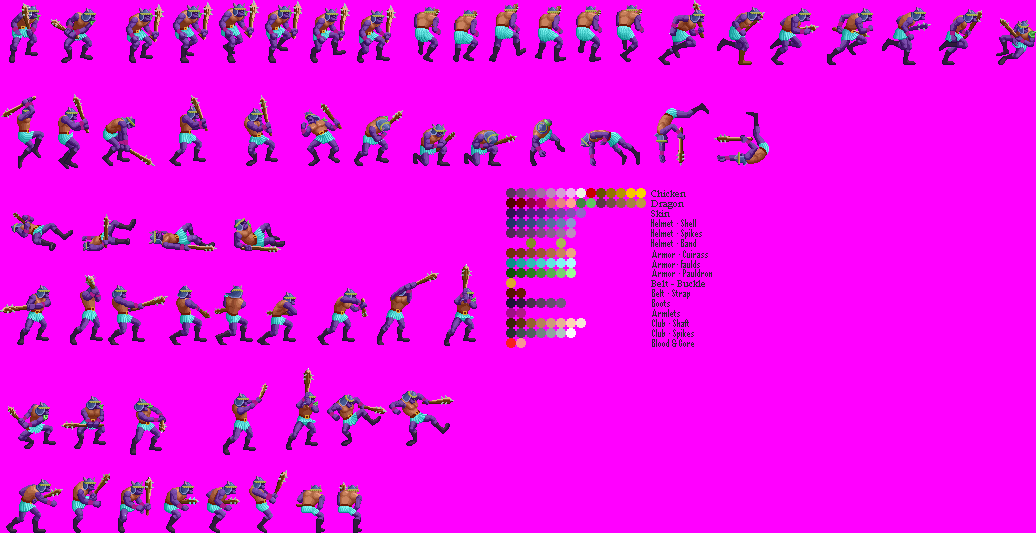 Chicken
Dragon
Skin
Helmet - Shell
Helmet - Spikes
Helmet - Band
Armor - Cuirass
Armor - Faulds
Armor - Pauldron
Belt - Buckle
Belt - Strap
Boots
Armlets
Club - Shaft
Club - Spikes
Blood & Gore